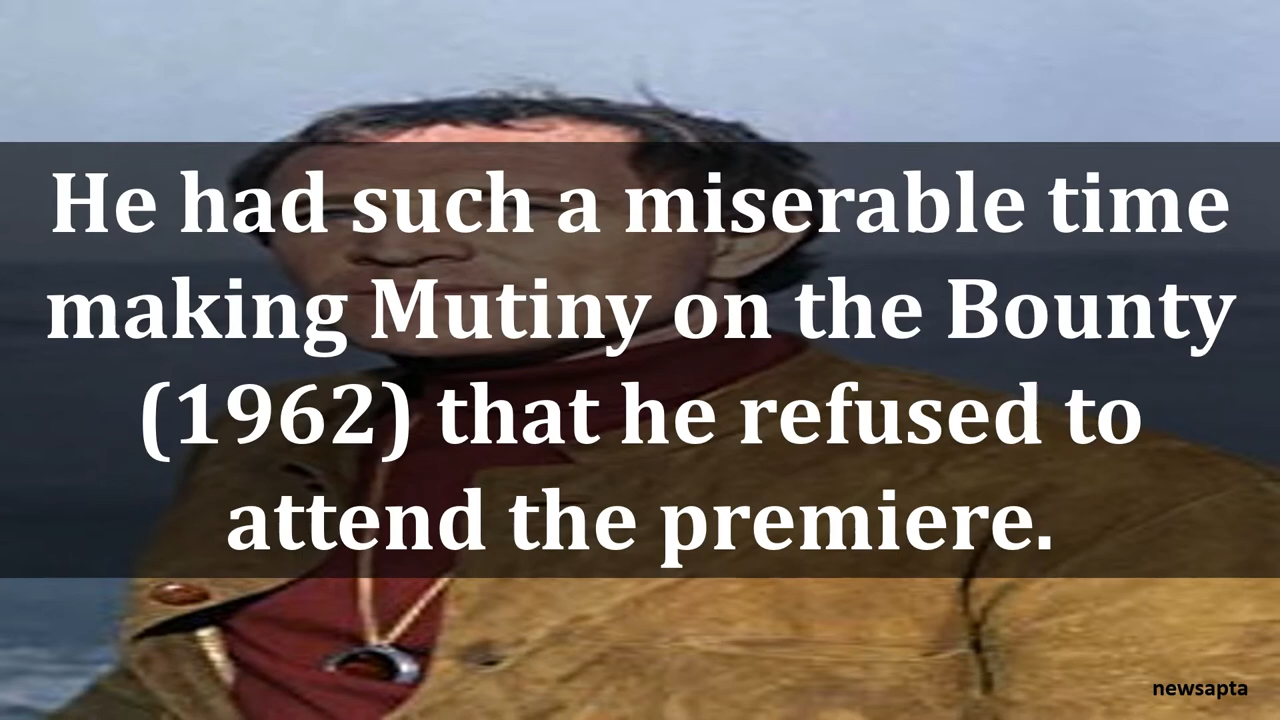 He had such a miserable time
making Mutiny on the Bounty
(1962) that he refused to
attend the premiere.
newsapta